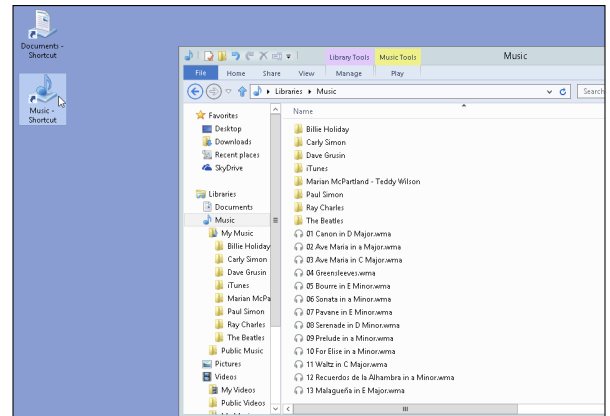 Documents -
Shortcut
Music -
Shortcut
Library Tools Music Tools Music
File Home Share View Manage Play
Libraries Music Search
Favorites
Desktop
Downloads
Recent places
SkyDrive
Libraries
Documents
Music
My Music
Billie Holiday
Carly Simon
Dave Grusin
iTunes
Marian McPa
Paul Simon
Ray Charles
The Beatles
Public Music
Pictures
Videos
My Videos
Public Videos
Name
Billie Holiday
Carly Simon
Dave Grusin
iTunes
Marian McPartland - Teddy Wilson
Paul Simon
Ray Charles
The Beatles
01 Canon in D Major.wma
02 Ave Maria in a Major.wma
03 Ave Maria in C Major.wma
04 Greensleeves.wma
05 Bourre in E Minor.wma
06 Sonata in a Minor.wma
07 Pavane in E Minor.wma
08 Serenade in D Minor.wma
09 Prelude in a Minor.wma
10 For Elise in a Minor.wma
11 Waltz in C Major.wma
12 Recuerdos de la Alhambra in a Minor.wma
13 Malagueña in E Major.wma